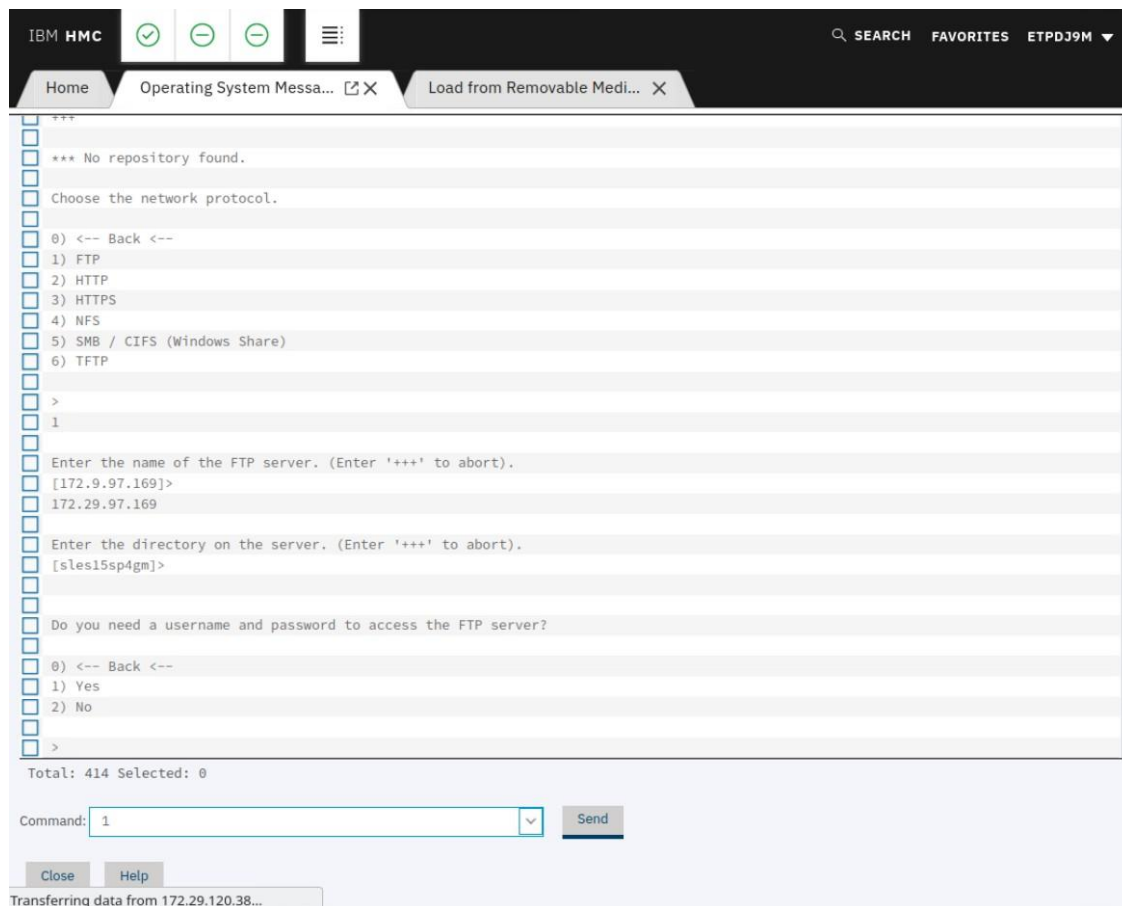 IBM HMC
SEARCH FAVORITES ETPDJ9M
Home Operating System Messa... Load from Removable Medi...
+++
*** No repository found.
Choose the network protocol.
0) <-- Back <--
1) FTP
2) HTTP
3) HTTPS
4) NFS
5) SMB / CIFS (Windows Share)
6) TFTP
>
1
Enter the name of the FTP server. (Enter '+++' to abort).
[172.9.97.169]>
172.29.97.169
Enter the directory on the server. (Enter '+++' to abort).
[sles15sp4gm]>
Do you need a username and password to access the FTP server?
0) <-- Back <--
1) Yes
2) No
>
Total: 414 Selected: 0
Command: 1 Send
Close Help
Transferring data from 172.29.120.38...